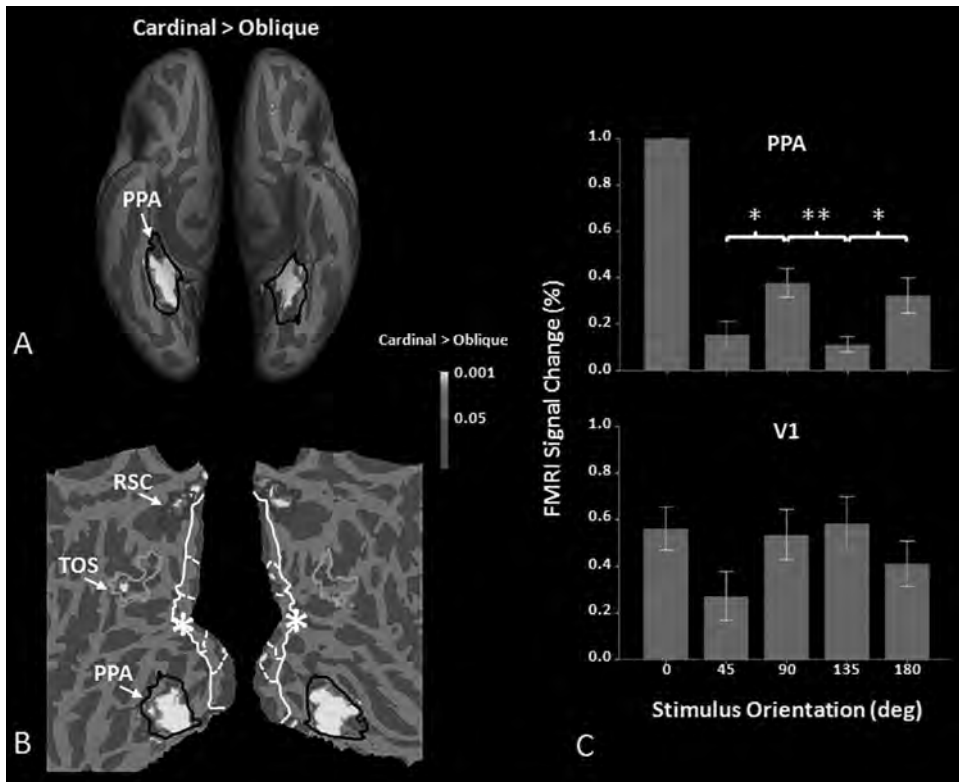 Cardinal > Oblique
PPA
A
Cardinal > Oblique
0.001
0.05
RSC
TOS
*
*
PPA
B
FMRI Signal Change (%)
PPA
1.0
0.8
0.6
0.4
0.2
0.0
*
**
*
V1
1.0
0.8
0.6
0.4
0.2
0.0
0
45
90
135
180
Stimulus Orientation (deg)
C